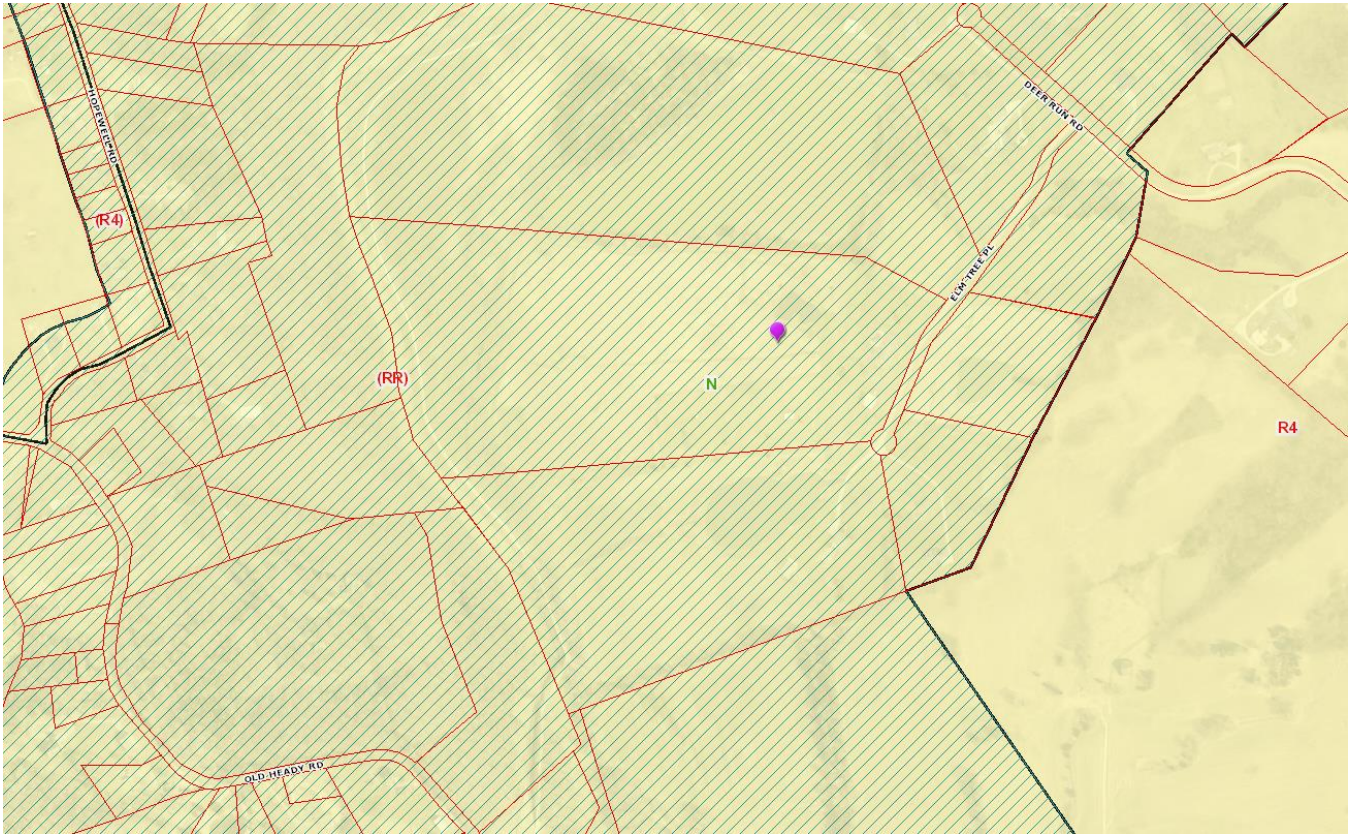 DEER RUN RD
HOPEWELL RD
(R4)
ELM TREE PL
(RR)
N
R4
OLD HEADY RD